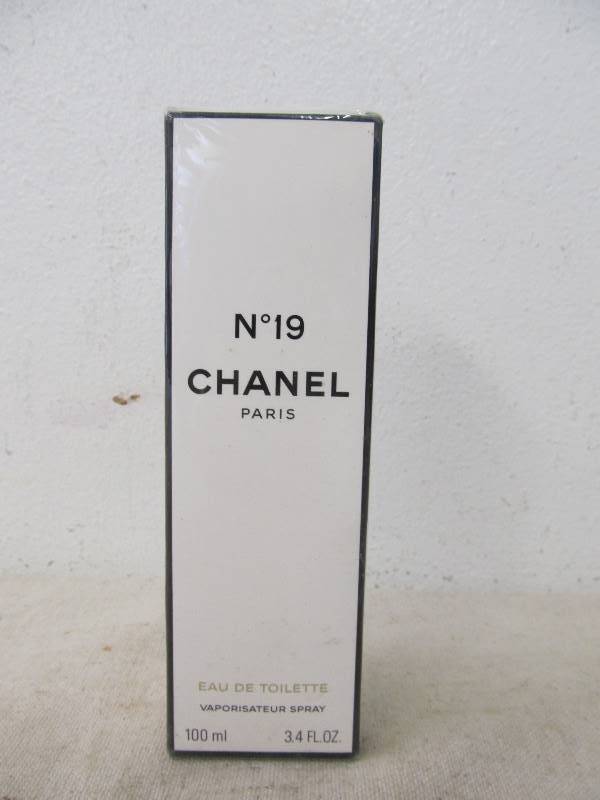 N°19
CHANEL
PARIS
EAU DE TOILETTE
VAPORISATEUR SPRAY
100 ml 3.4 FL.OZ.